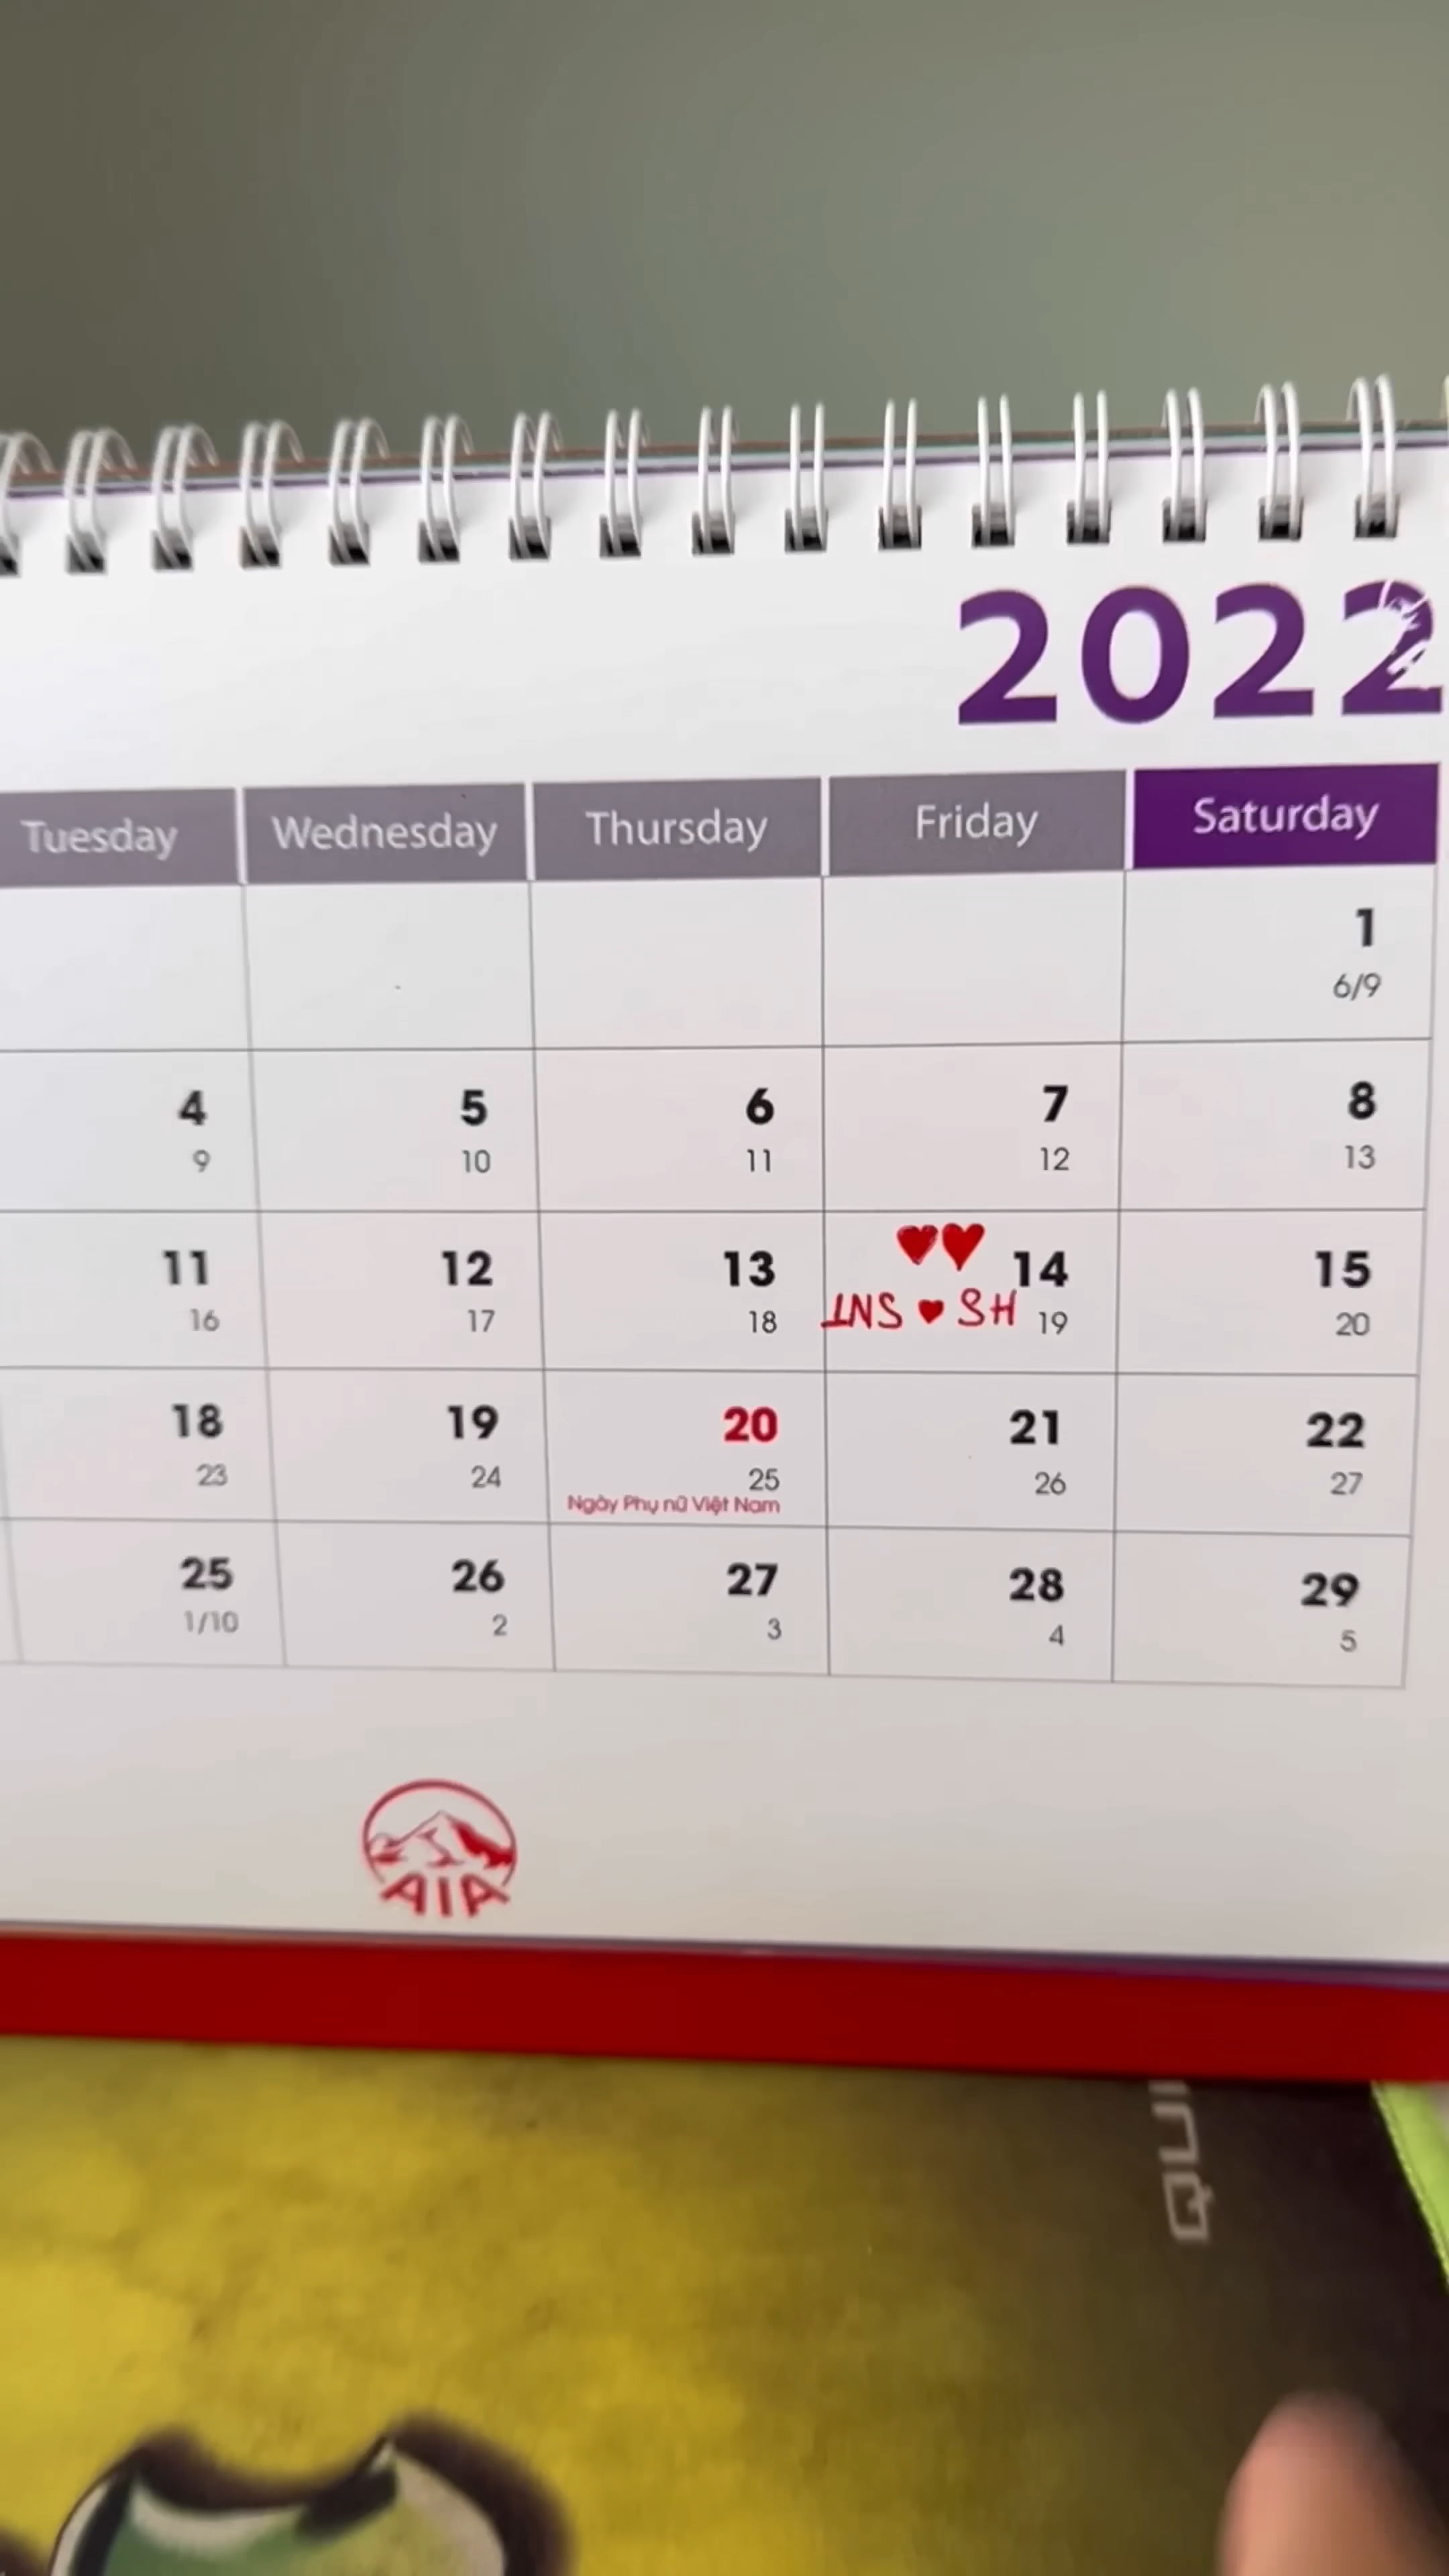 2022
Tuesday Wednesday Thursday Friday Saturday
1
6/9
4 5 6 7 8
9 10 11 12 13
11 12 13 14 15
♥♥
INS ♥ SH
16 17 18 19 20
18 19 20 21 22
23 24 25 26 27
Ngày Phụ nữ Việt Nam
25 26 27 28 29
1/10 2 3 4 5
AIA